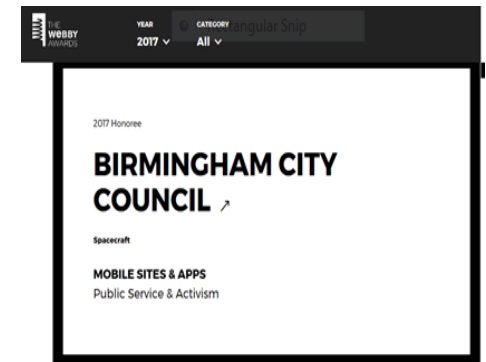 THE
WEBBY
AWARDS
YEAR
2017
CATEGORY
All
Rectangular Snip
2017 Honoree
BIRMINGHAM CITY
COUNCIL ↗
Spacecraft
MOBILE SITES & APPS
Public Service & Activism